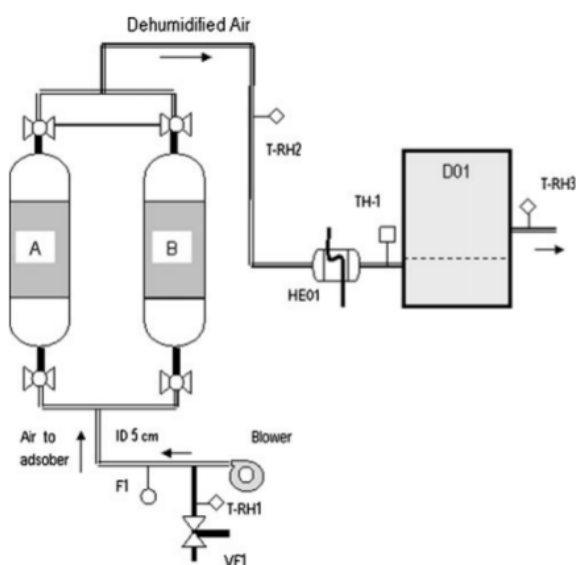 Dehumidified Air
T-RH2
D01
T-RH3
TH-1
A
B
HE01
Air to
adsober
ID 5 cm
Blower
F1
T-RH1
VF1